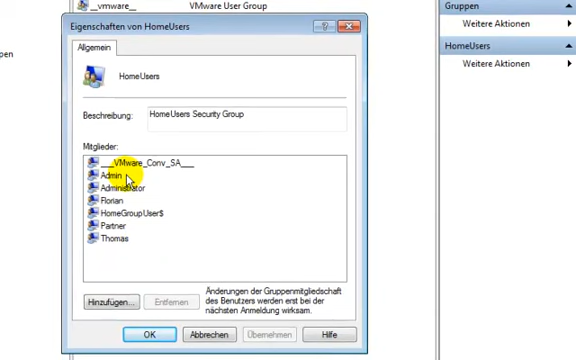 __vmware__ VMware User Group
Gruppen
Weitere Aktionen
Eigenschaften von HomeUsers
HomeUsers
Weitere Aktionen
Allgemein
HomeUsers
Beschreibung:
HomeUsers Security Group
Mitglieder:
___VMware_Conv_SA___
Admin
Administrator
Florian
HomeGroupUser$
Partner
Thomas
Hinzufügen...
Entfernen
Änderungen der Gruppenmitgliedschaft
des Benutzers werden erst bei der
nächsten Anmeldung wirksam.
OK
Abbrechen
Übernehmen
Hilfe